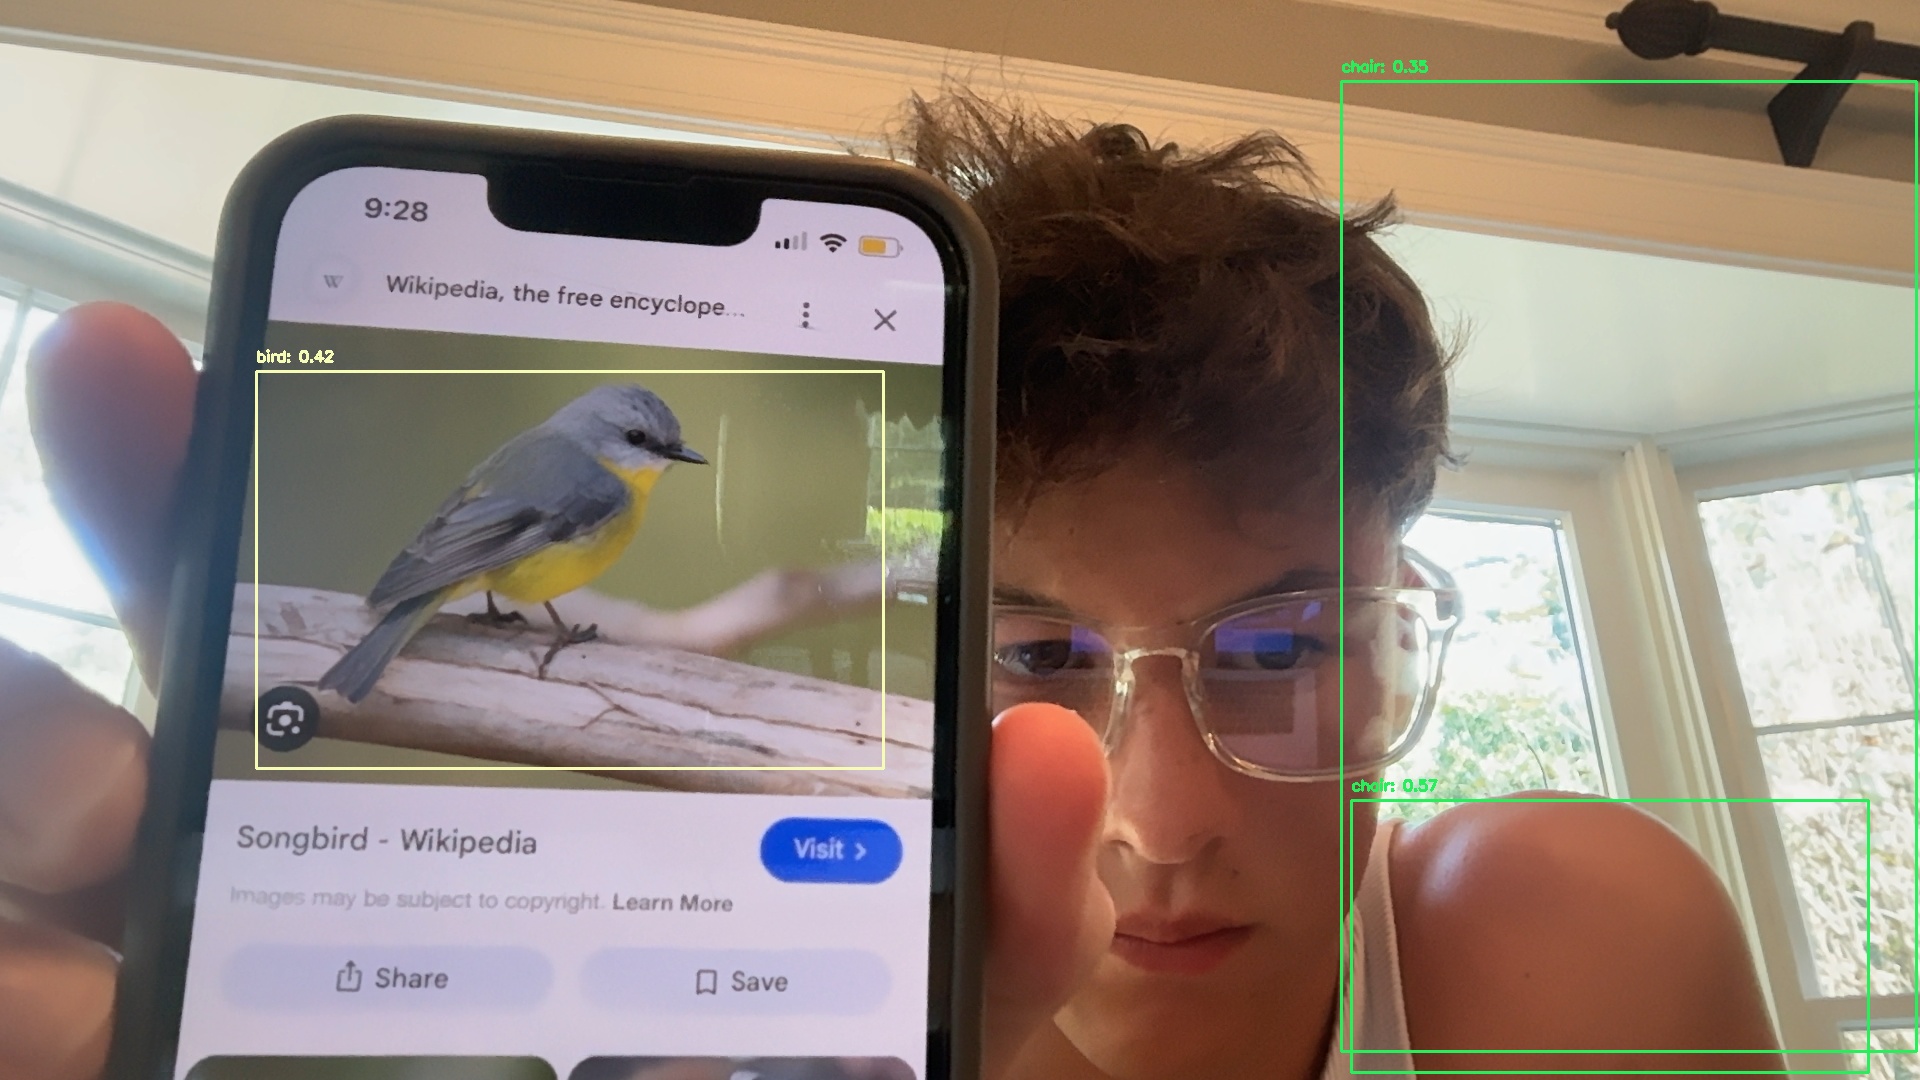 chair: 0.35
9:28
W
Wikipedia, the free encyclope...
bird: 0.42
chair: 0.57
Songbird - Wikipedia
Visit >
Images may be subject to copyright. Learn More
Share
Save